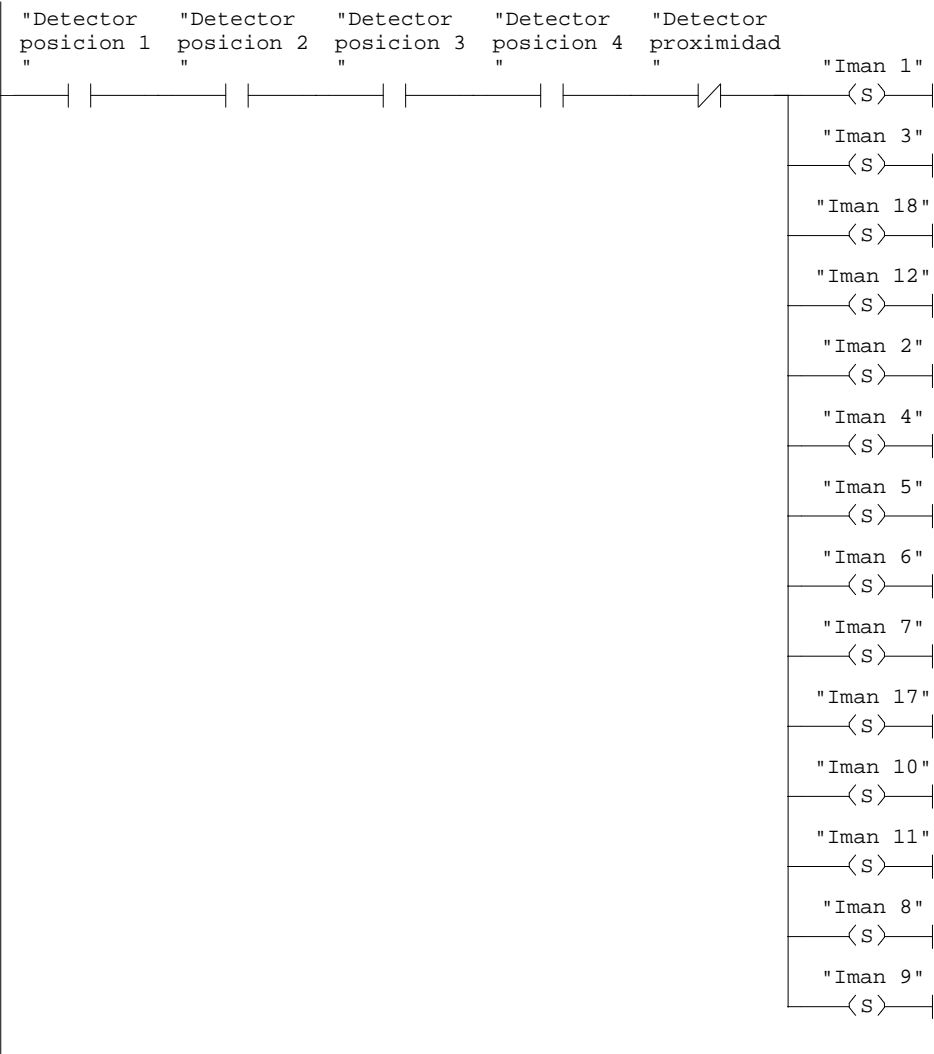 "Detector "Detector "Detector "Detector "Detector
posicion 1 posicion 2 posicion 3 posicion 4 proximidad
" " " " "
"Iman 1"
S
"Iman 3"
S
"Iman 18"
S
"Iman 12"
S
"Iman 2"
S
"Iman 4"
S
"Iman 5"
S
"Iman 6"
S
"Iman 7"
S
"Iman 17"
S
"Iman 10"
S
"Iman 11"
S
"Iman 8"
S
"Iman 9"
S